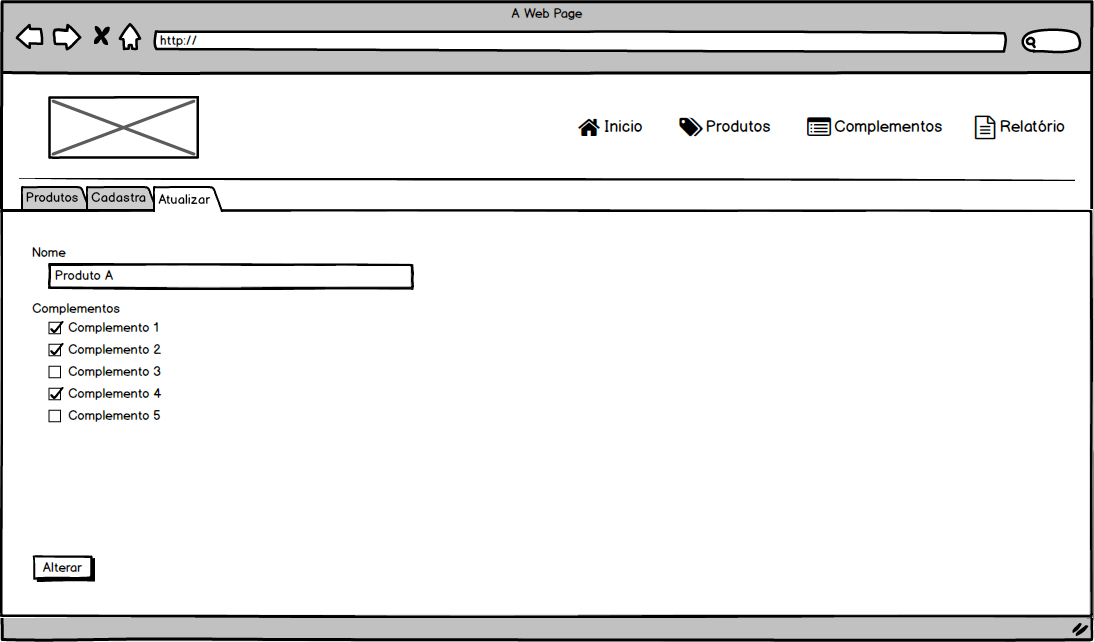 A Web Page
http://
Inicio Produtos Complementos Relatório
Produtos Cadastra Atualizar
Nome
Produto A
Complementos
Complemento 1
Complemento 2
Complemento 3
Complemento 4
Complemento 5
Alterar